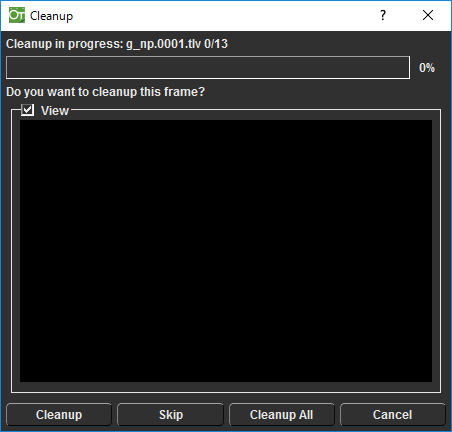 OT Cleanup
Cleanup in progress: g_np.0001.tlv 0/13
0%
Do you want to cleanup this frame?
View
Cleanup Skip Cleanup All Cancel